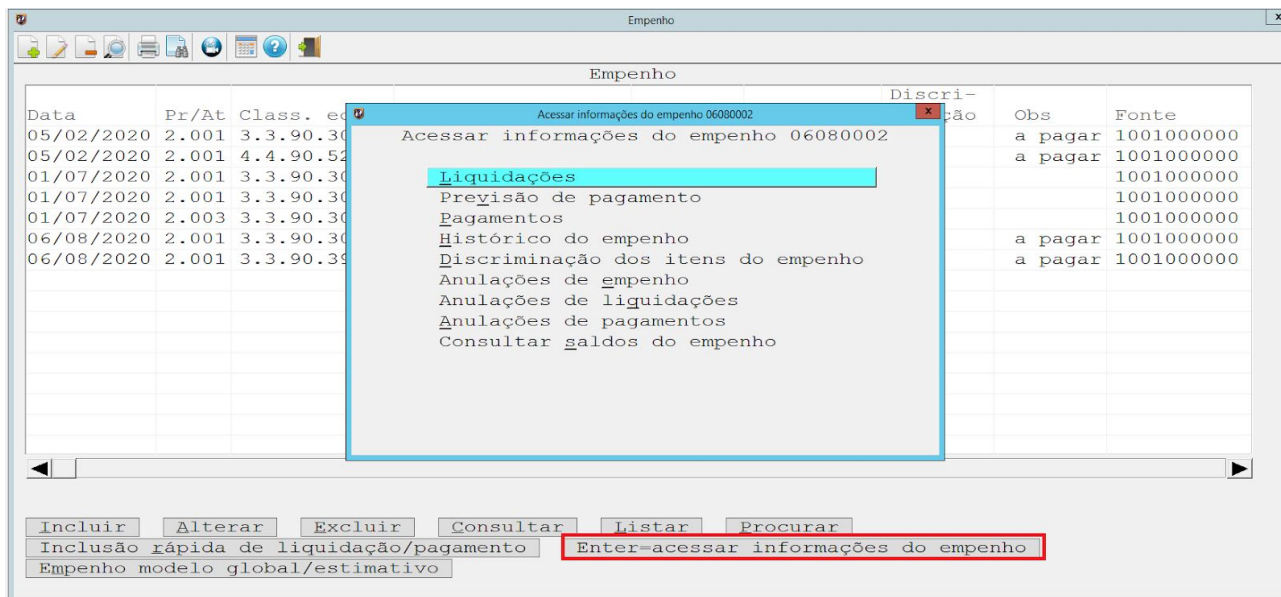 Empenho
x
Empenho
Discri-
Data Pr/At Class. ec ção Obs Fonte
05/02/2020 2.001 3.3.90.30 a pagar 1001000000
05/02/2020 2.001 4.4.90.52 a pagar 1001000000
01/07/2020 2.001 3.3.90.30 1001000000
01/07/2020 2.001 3.3.90.30 1001000000
01/07/2020 2.003 3.3.90.30 1001000000
06/08/2020 2.001 3.3.90.30 a pagar 1001000000
06/08/2020 2.001 3.3.90.39 a pagar 1001000000
Acessar informações do empenho 06080002
x
Acessar informações do empenho 06080002
Liquidações
Previsão de pagamento
Pagamentos
Histórico do empenho
Discriminação dos itens do empenho
Anulações de empenho
Anulações de liquidações
Anulações de pagamentos
Consultar saldos do empenho
Incluir Alterar Excluir Consultar Listar Procurar
Inclusão rápida de liquidação/pagamento Enter=acessar informações do empenho
Empenho modelo global/estimativo